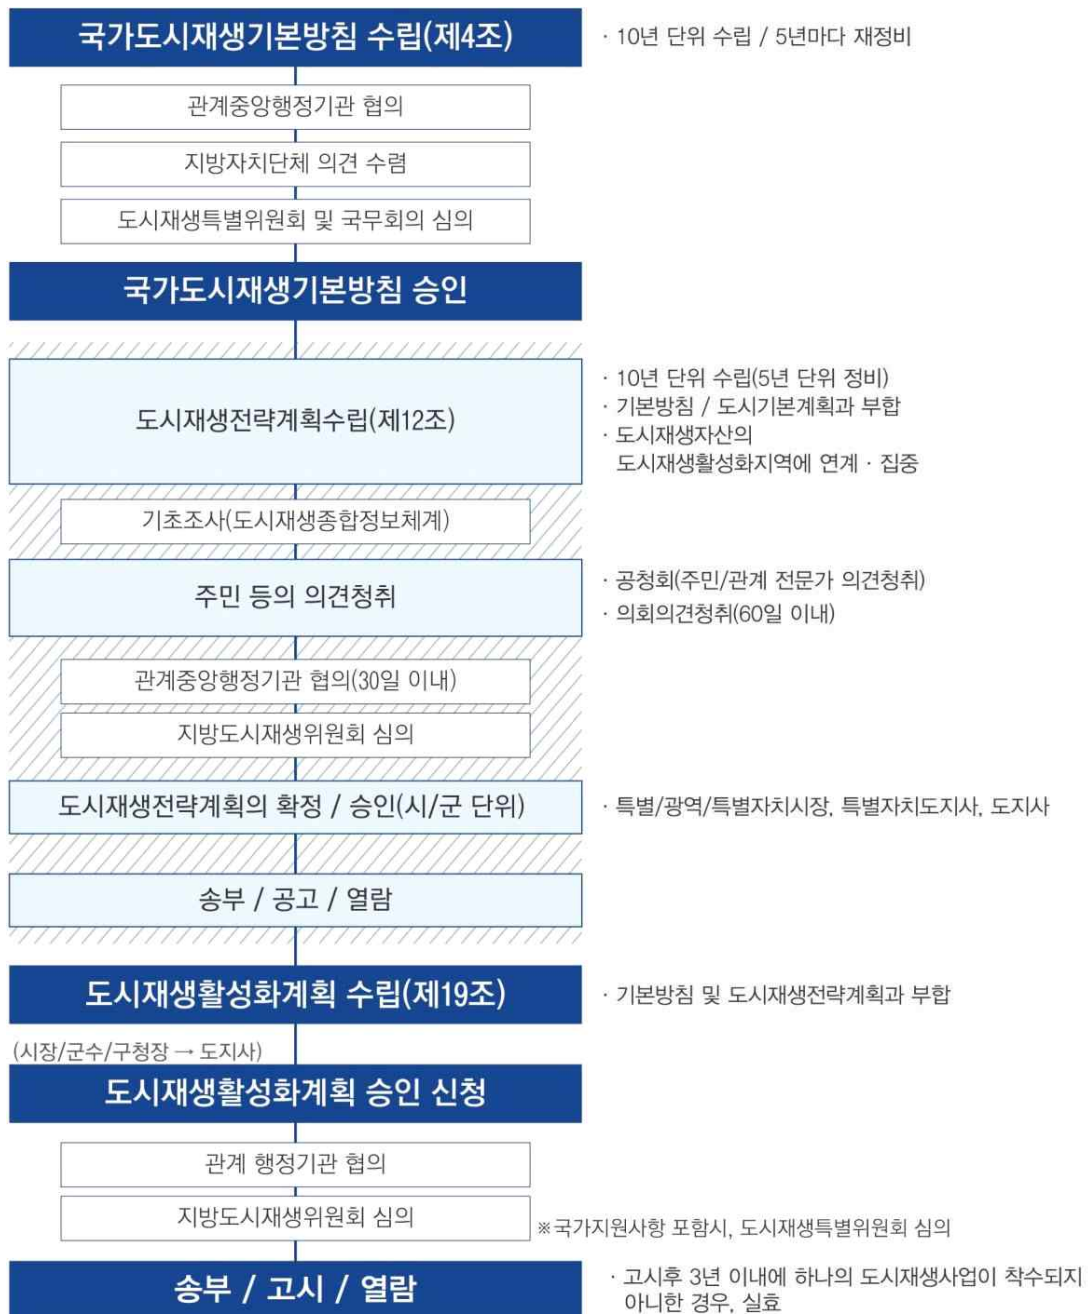 국가도시재생기본방침 수립(제4조)
· 10년 단위 수립 / 5년마다 재정비
관계중앙행정기관 협의
지방자치단체 의견 수렴
도시재생특별위원회 및 국무회의 심의
국가도시재생기본방침 승인
도시재생전략계획수립(제12조)
· 10년 단위 수립(5년 단위 정비)
· 기본방침 / 도시기본계획과 부합
· 도시재생자산의
도시재생활성화지역에 연계 · 집중
기초조사(도시재생종합정보체계)
주민 등의 의견청취
· 공청회(주민/관계 전문가 의견청취)
· 의회의견청취(60일 이내)
관계중앙행정기관 협의(30일 이내)
지방도시재생위원회 심의
도시재생전략계획의 확정 / 승인(시/군 단위)
· 특별/광역/특별자치시장, 특별자치도지사, 도지사
송부 / 공고 / 열람
도시재생활성화계획 수립(제19조)
· 기본방침 및 도시재생전략계획과 부합
(시장/군수/구청장 → 도지사)
도시재생활성화계획 승인 신청
관계 행정기관 협의
지방도시재생위원회 심의
※국가지원사항 포함시, 도시재생특별위원회 심의
송부 / 고시 / 열람
· 고시후 3년 이내에 하나의 도시재생사업이 착수되지
아니한 경우, 실효